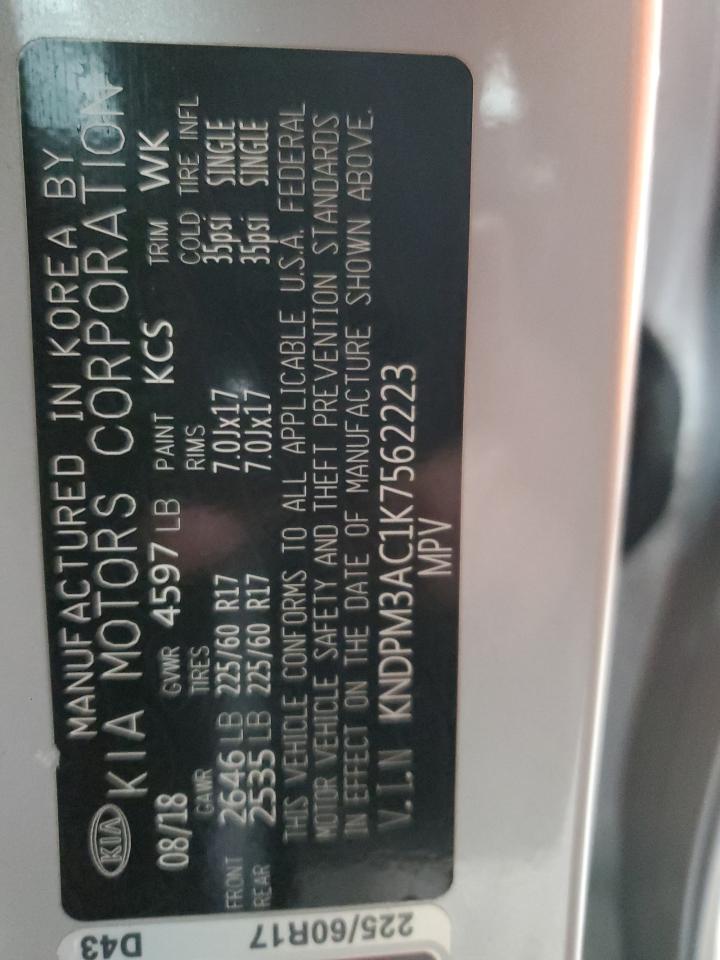 KIA
MANUFACTURED IN KOREA BY
KIA MOTORS CORPORATION
08/18 GVWR 4597 LB PAINT KCS TRIM WK
GAWR TIRES RIMS COLD TIRE INFL
FRONT 2646 LB 225/60 R17 7.0Jx17 35psi SINGLE
REAR 2535 LB 225/60 R17 7.0Jx17 35psi SINGLE
THIS VEHICLE CONFORMS TO ALL APPLICABLE U.S.A. FEDERAL
MOTOR VEHICLE SAFETY AND THEFT PREVENTION STANDARDS
IN EFFECT ON THE DATE OF MANUFACTURE SHOWN ABOVE.
V.I.N KNDPM3AC1K7562223
MPV
D43
225/60R17